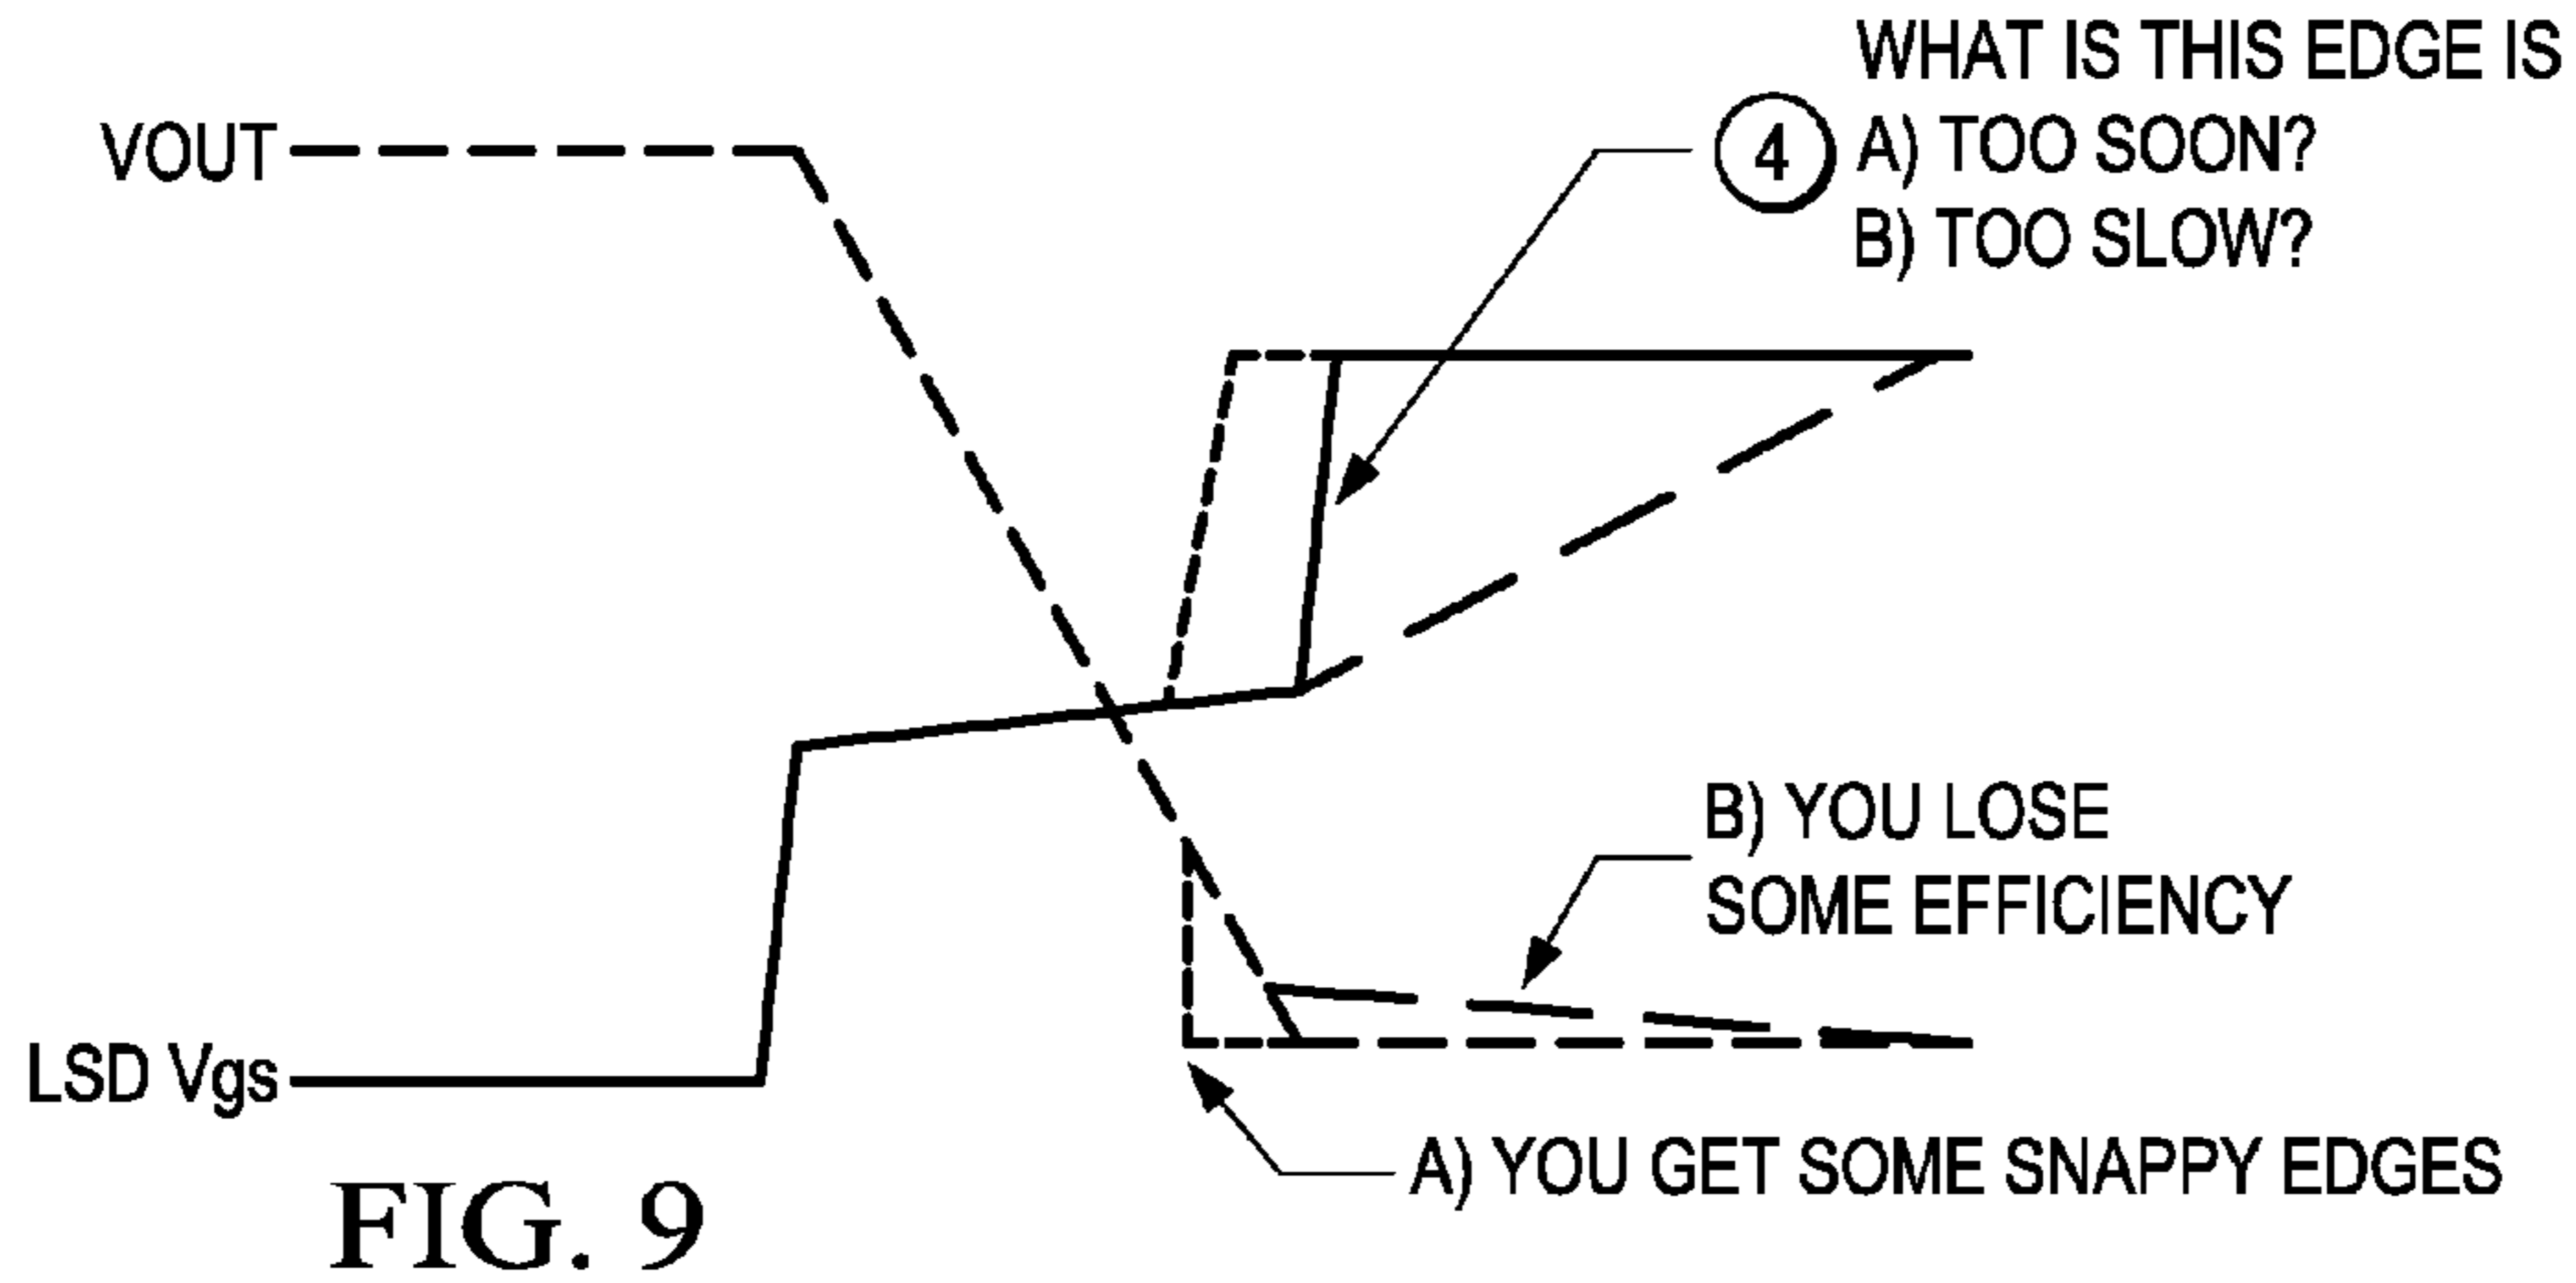 WHAT IS THIS EDGE IS
VOUT
4
A) TOO SOON?
B) TOO SLOW?
B) YOU LOSE
SOME EFFICIENCY
LSD Vgs
A) YOU GET SOME SNAPPY EDGES
FIG. 9